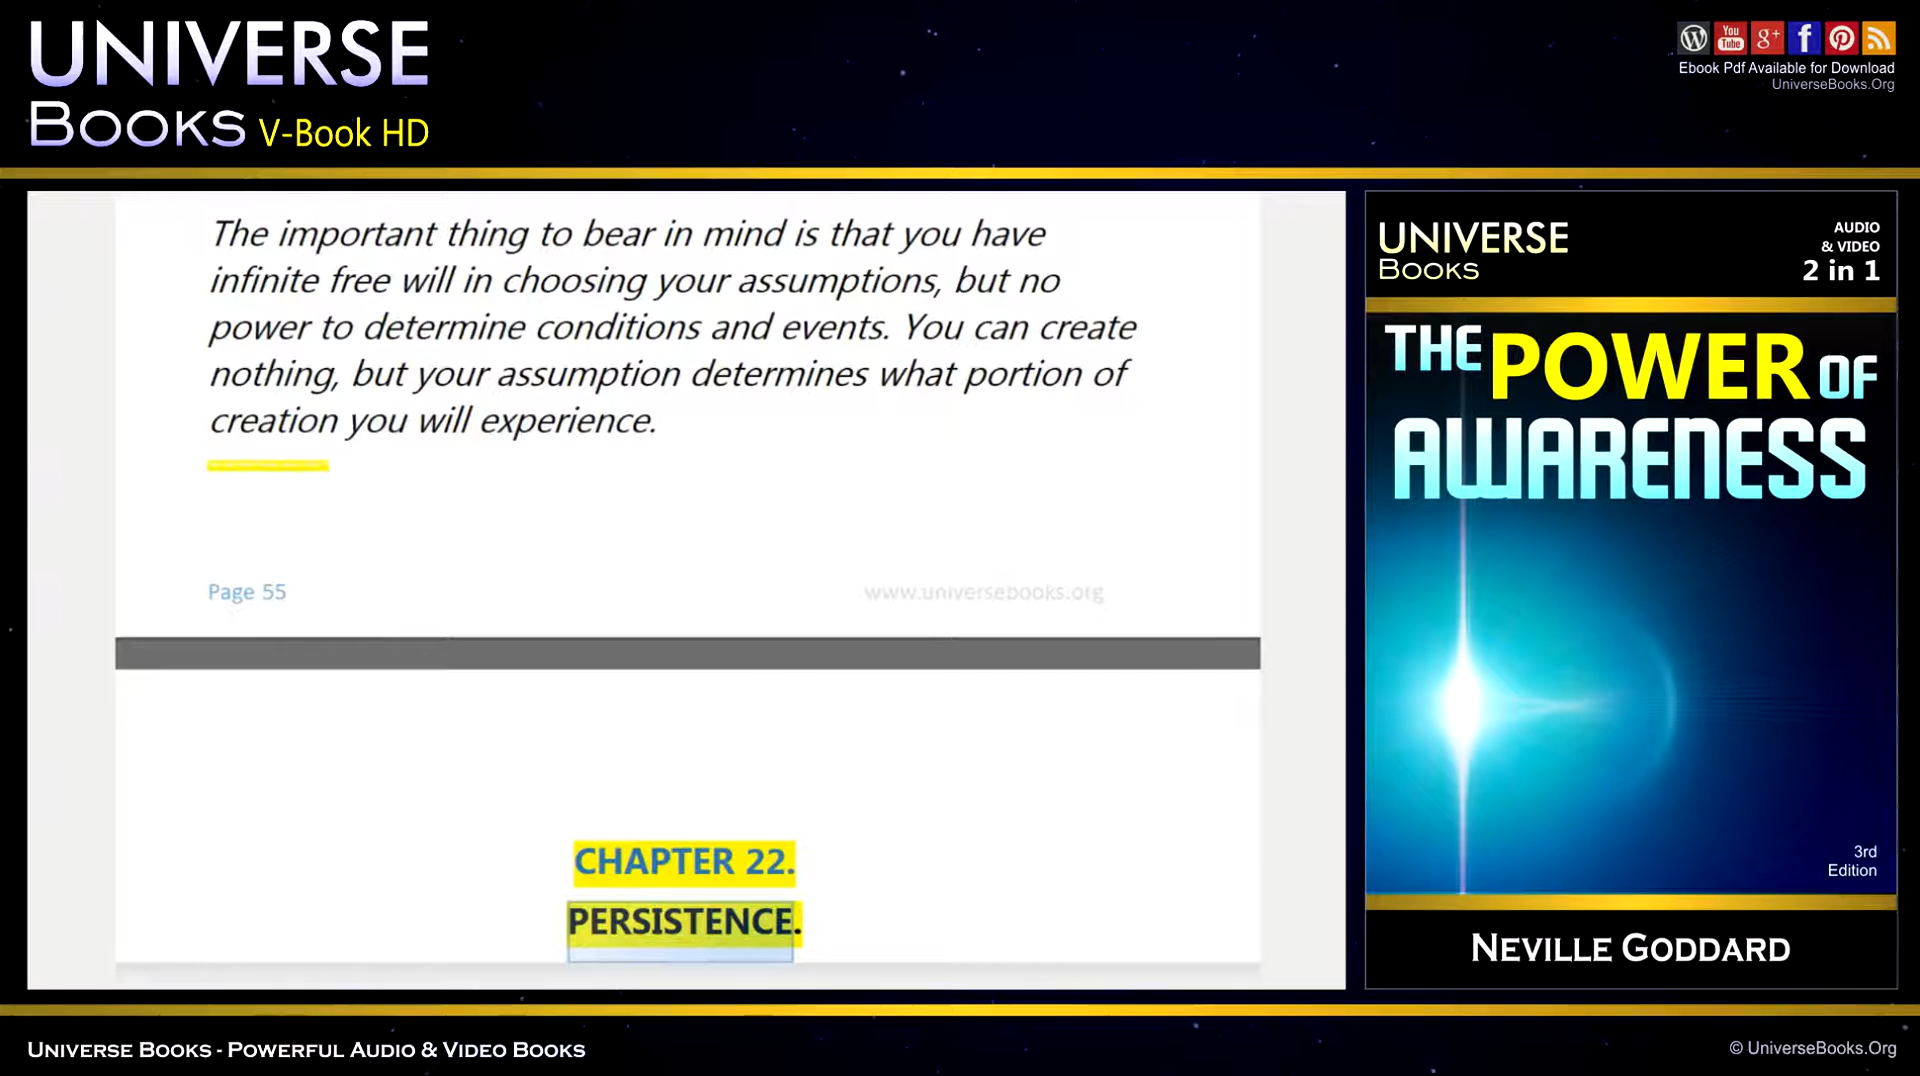 UNIVERSE
BOOKS V-Book HD
You
Tube
g+
f
Ebook Pdf Available for Download
UniverseBooks.Org
The important thing to bear in mind is that you have
infinite free will in choosing your assumptions, but no
power to determine conditions and events. You can create
nothing, but your assumption determines what portion of
creation you will experience.
Page 55
www.universebooks.org
CHAPTER 22.
PERSISTENCE.
UNIVERSE
BOOKS
AUDIO
& VIDEO
2 in 1
THE POWER OF
AWARENESS
3rd
Edition
NEVILLE GODDARD
UNIVERSE BOOKS - POWERFUL AUDIO & VIDEO BOOKS
© UniverseBooks.Org